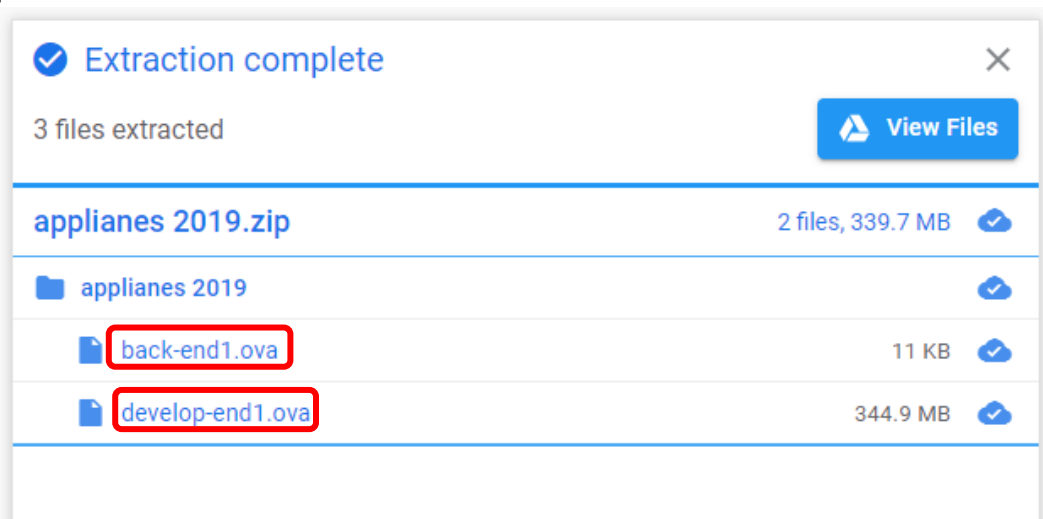 Extraction complete
3 files extracted
View Files
applianes 2019.zip 2 files, 339.7 MB
applianes 2019
back-end1.ova 11 KB
develop-end1.ova 344.9 MB